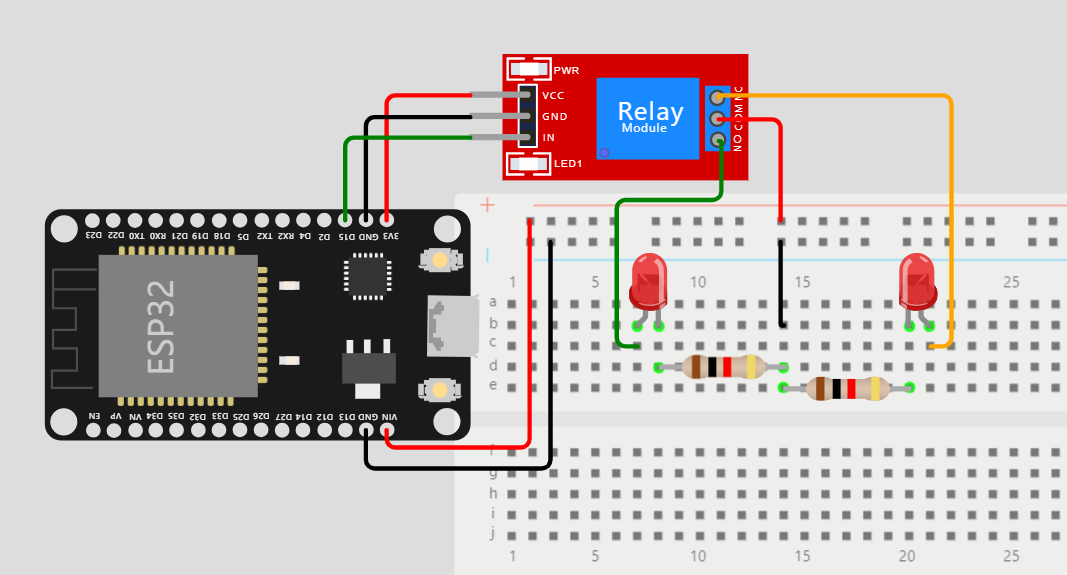 PWR
VCC
GND
IN
LED1
Relay
Module
NO COM NC
D23 D22 TX0 RX0 D21 D19 D18 D5 TX2 RX2 D4 D2 D15 GND 3V3
ESP32
EN VP VN D34 D35 D32 D33 D25 D26 D27 D14 D12 D13 GND VIN
+
|
1 5 10 15 25
a
b
c
d
e
f
g
h
i
j
1 5 10 15 20 25